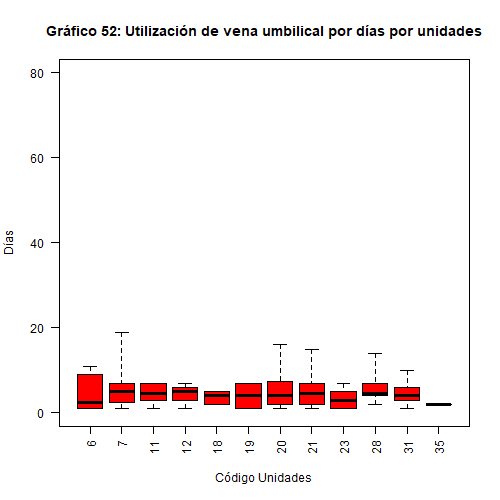 Gráfico 52: Utilización de vena umbilical por días por unidades
80
60
40
20
0
Días
6 7 11 12 18 19 20 21 23 28 31 35
Código Unidades